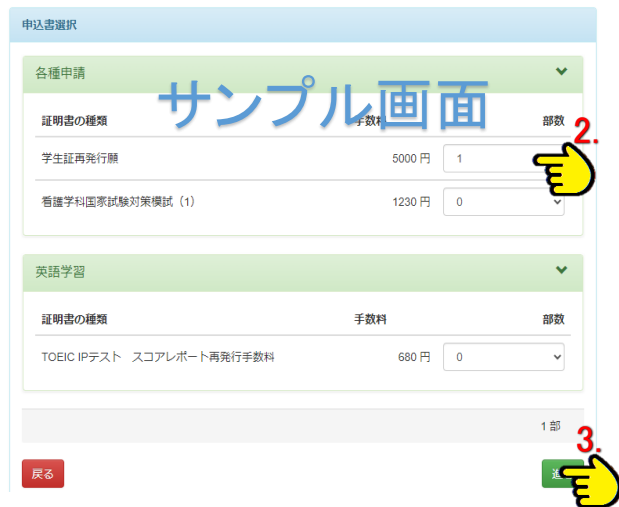 申込書選択
各種申請
サンプル画面
証明書の種類 手数料 部数
2.
学生証再発行願 5000 円 1
看護学科国家試験対策模試（1） 1230 円 0
英語学習
証明書の種類 手数料 部数
TOEIC IPテスト　スコアレポート再発行手数料 680 円 0
1 部
3.
戻る